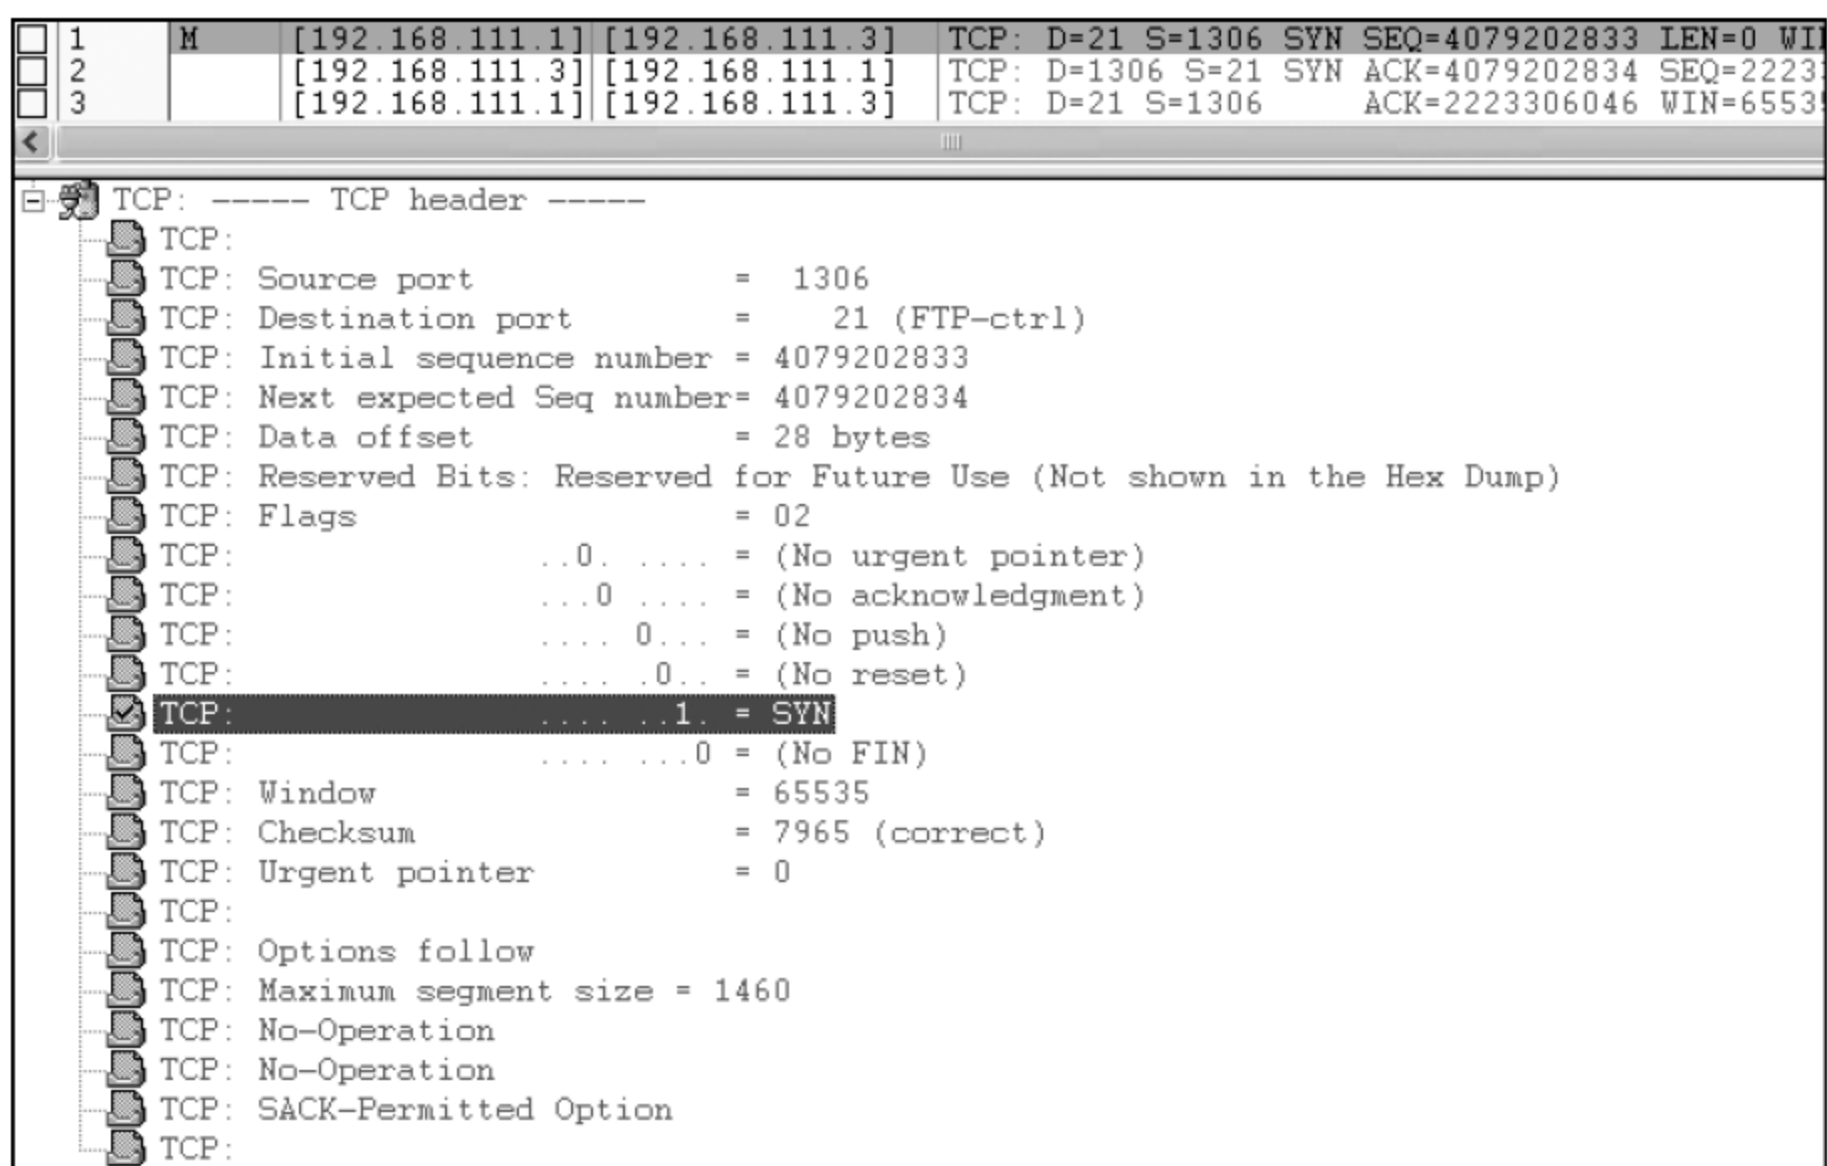 1 M [192.168.111.1] [192.168.111.3] TCP: D=21 S=1306 SYN SEQ=4079202833 LEN=0
2 [192.168.111.3] [192.168.111.1] TCP: D=1306 S=21 SYN ACK=4079202834
3 [192.168.111.1] [192.168.111.3] TCP: D=21 S=1306 ACK=2223306046
TCP: ----- TCP header -----
TCP:
TCP: Source port = 1306
TCP: Destination port = 21 (FTP-ctrl)
TCP: Initial sequence number = 4079202833
TCP: Next expected Seq number= 4079202834
TCP: Data offset = 28 bytes
TCP: Reserved Bits: Reserved for Future Use (Not shown in the Hex Dump)
TCP: Flags = 02
TCP: ..0. .... = (No urgent pointer)
TCP: ...0 .... = (No acknowledgment)
TCP: .... 0... = (No push)
TCP: .... .0.. = (No reset)
TCP: .... ..1. = SYN
TCP: .... ...0 = (No FIN)
TCP: Window = 65535
TCP: Checksum = 7965 (correct)
TCP: Urgent pointer = 0
TCP:
TCP: Options follow
TCP: Maximum segment size = 1460
TCP: No-Operation
TCP: No-Operation
TCP: SACK-Permitted Option
TCP: